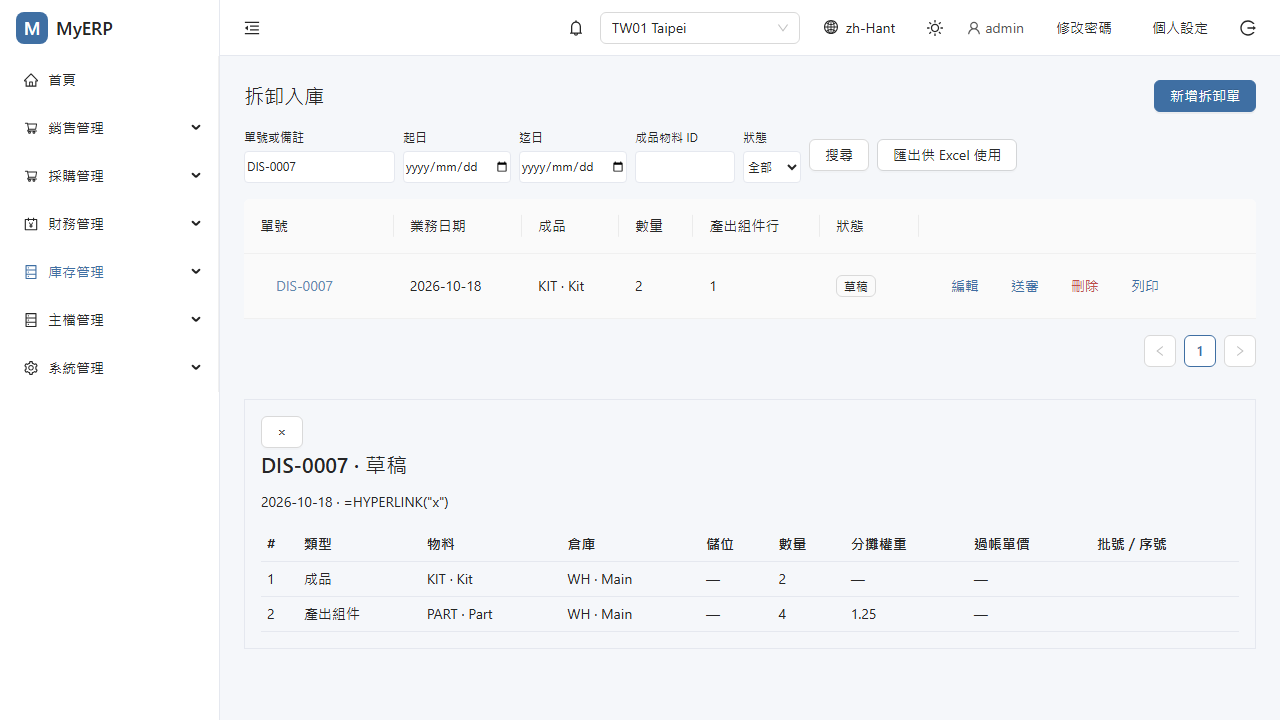 M MyERP
TW01 Taipei
zh-Hant
admin
修改密碼
個人設定
首頁
銷售管理
採購管理
財務管理
庫存管理
主檔管理
系統管理
拆卸入庫
新增拆卸單
單號或備註 起日 迄日 成品物料 ID 狀態
DIS-0007 yyyy/mm/dd yyyy/mm/dd 全部 搜尋 匯出供 Excel 使用
單號 業務日期 成品 數量 產出組件行 狀態
DIS-0007 2026-10-18 KIT · Kit 2 1 草稿 編輯 送審 刪除 列印
< 1 >
×
DIS-0007 · 草稿
2026-10-18 · =HYPERLINK("x")
# 類型 物料 倉庫 儲位 數量 分攤權重 過帳單價 批號 / 序號
1 成品 KIT · Kit WH · Main — 2 — —
2 產出組件 PART · Part WH · Main — 4 1.25 —